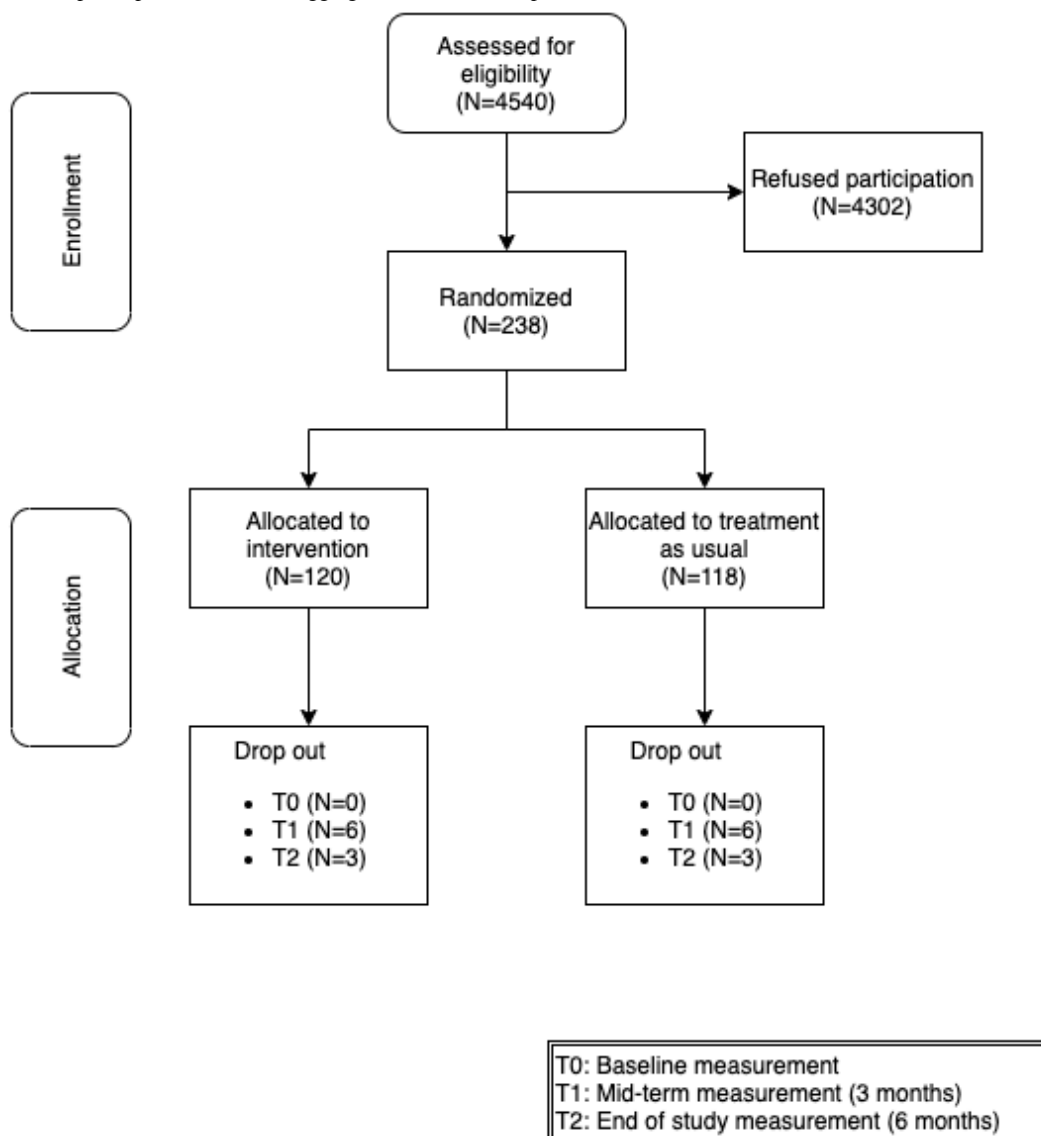 Assessed for
eligibility
(N=4540)
Enrollment
Refused participation
(N=4302)
Randomized
(N=238)
Allocation
Allocated to
intervention
(N=120)
Allocated to treatment
as usual
(N=118)
Drop out
• T0 (N=0)
• T1 (N=6)
• T2 (N=3)
Drop out
• T0 (N=0)
• T1 (N=6)
• T2 (N=3)
T0: Baseline measurement
T1: Mid-term measurement (3 months)
T2: End of study measurement (6 months)